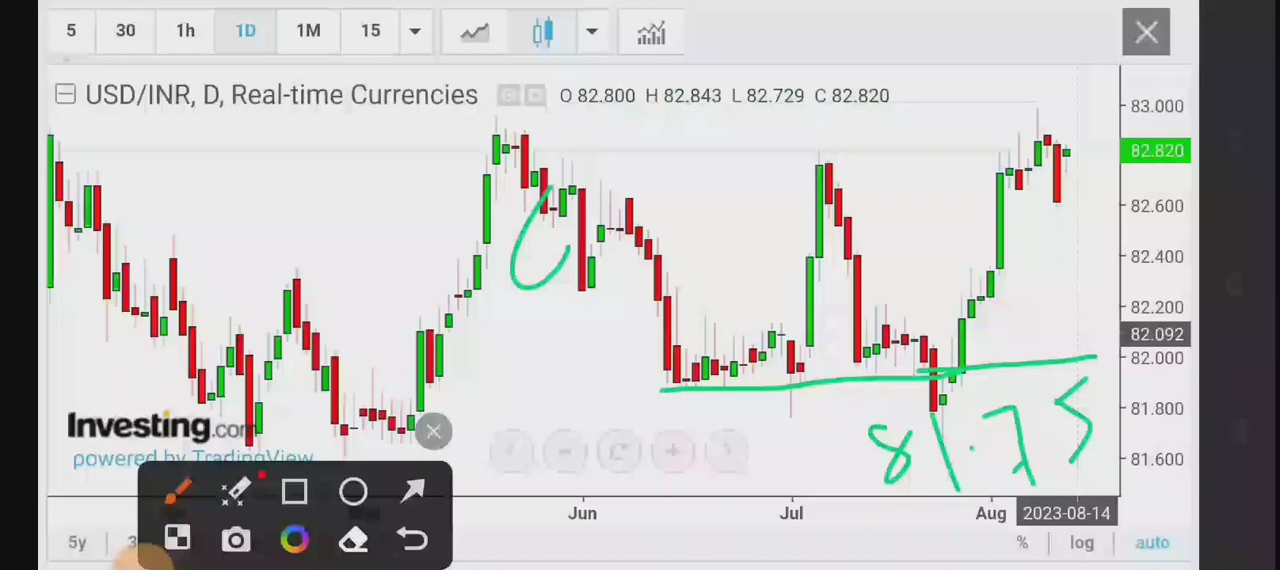 5 30 1h 1D 1M 15
USD/INR, D, Real-time Currencies O 82.800 H 82.843 L 82.729 C 82.820
83.000
82.820
82.600
82.400
82.200
82.092
82.000
81.800
81.600
81.75
Investing.com
powered by TradingView
Jun Jul Aug 2023-08-14
5y % log auto